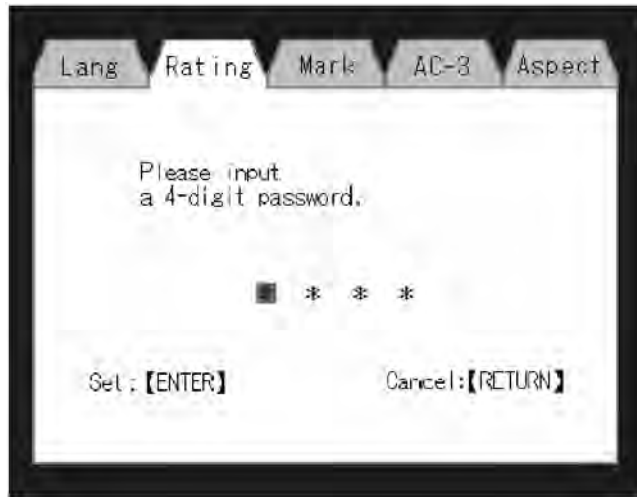 Lang Rating Mark AC-3 Aspect
Please input
a 4-digit password.
* * *
Set:【ENTER】 Cancel:【RETURN】